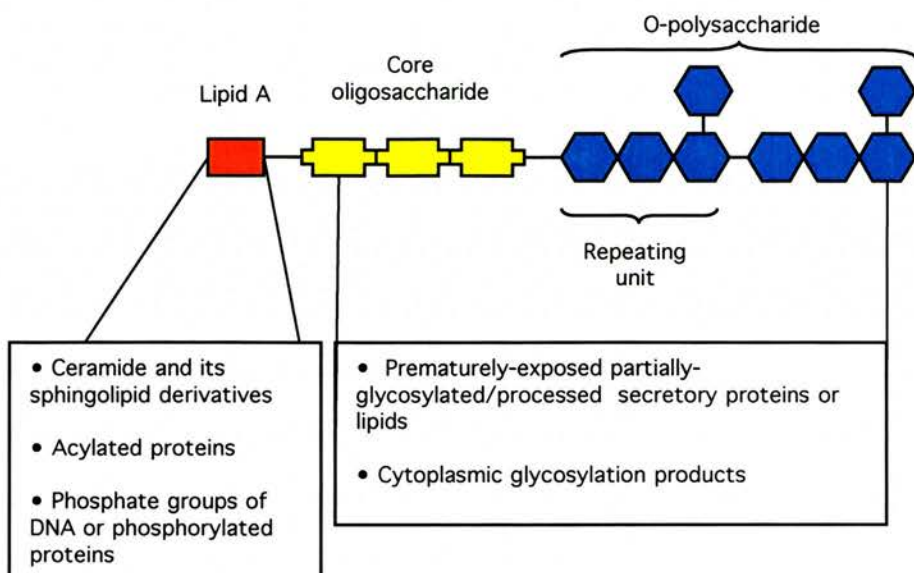 O-polysaccharide
Core
oligosaccharide
Lipid A
Repeating
unit
• Ceramide and its
sphingolipid derivatives
• Acylated proteins
• Phosphate groups of
DNA or phosphorylated
proteins
• Prematurely-exposed partially-
glycosylated/processed secretory proteins or
lipids
• Cytoplasmic glycosylation products